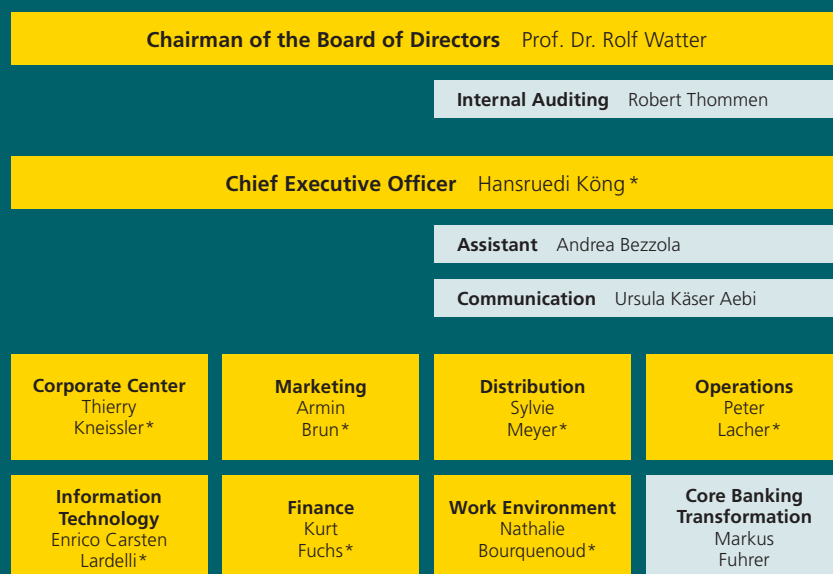 Chairman of the Board of Directors Prof. Dr. Rolf Watter
Internal Auditing Robert Thommen
Chief Executive Officer Hansruedi Köng*
Assistant Andrea Bezzola
Communication Ursula Käser Aebi
Corporate Center
Thierry
Kneissler*
Marketing
Armin
Brun*
Distribution
Sylvie
Meyer*
Operations
Peter
Lacher*
Information
Technology
Enrico Carsten
Lardelli*
Finance
Kurt
Fuchs*
Work Environment
Nathalie
Bourquenoud*
Core Banking
Transformation
Markus
Fuhrer